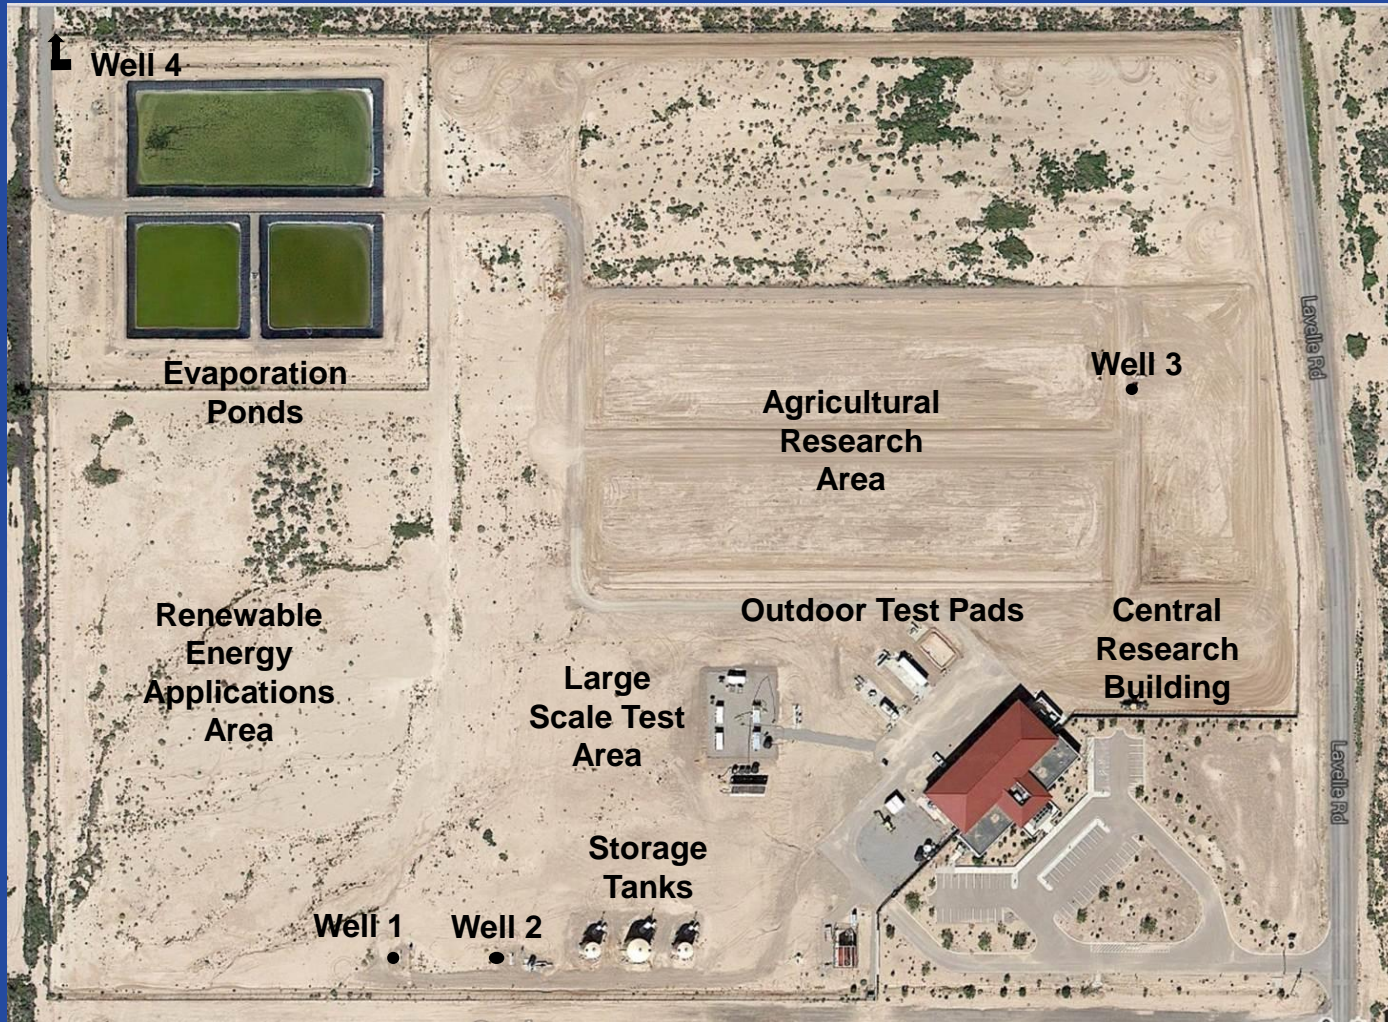 Well 4
Evaporation
Ponds
Well 3
Agricultural
Research
Area
Lavelle Rd
Renewable
Energy
Applications
Area
Outdoor Test Pads
Central
Research
Building
Large
Scale Test
Area
Lavelle Rd
Storage
Tanks
Well 1
Well 2